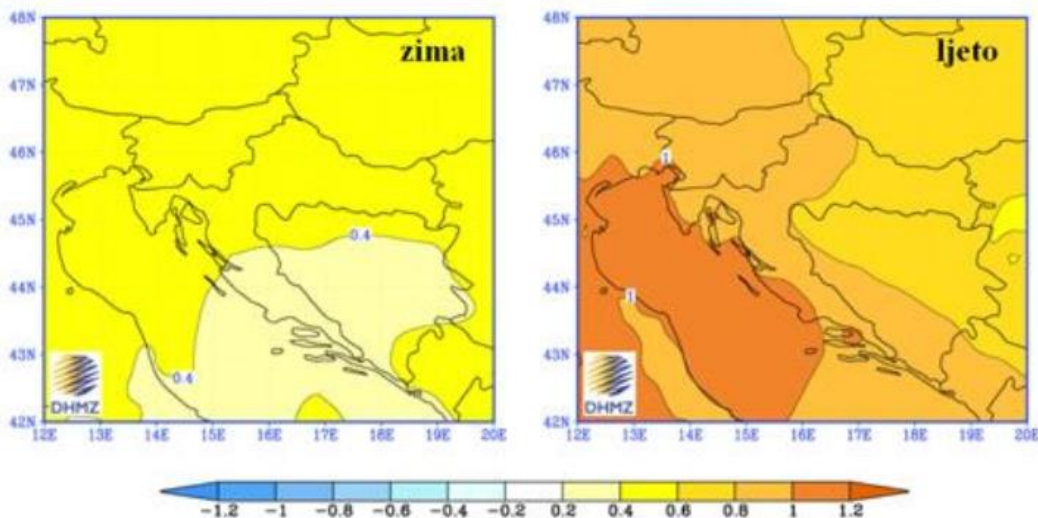 48N
47N
46N
45N
44N
43N
42N
12E 13E 14E 15E 16E 17E 18E 19E 20E
zima
0.4
0.4
DHMZ
48N
47N
46N
45N
44N
43N
42N
12E 13E 14E 15E 16E 17E 18E 19E 20E
ljeto
1
1
DHMZ
-1.2 -1 -0.8 -0.6 -0.4 -0.2 0.2 0.4 0.6 0.8 1 1.2